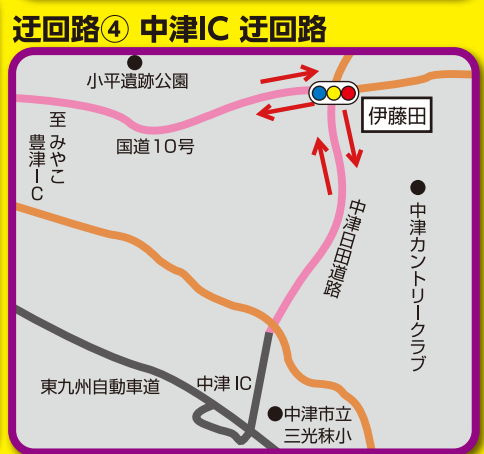 迂回路④ 中津IC 迂回路
小平遺跡公園
伊藤田
至 みやこ
豊津IC
国道10号
中津日田道路
中津カントリークラブ
東九州自動車道
中津IC
中津市立
三光秣小